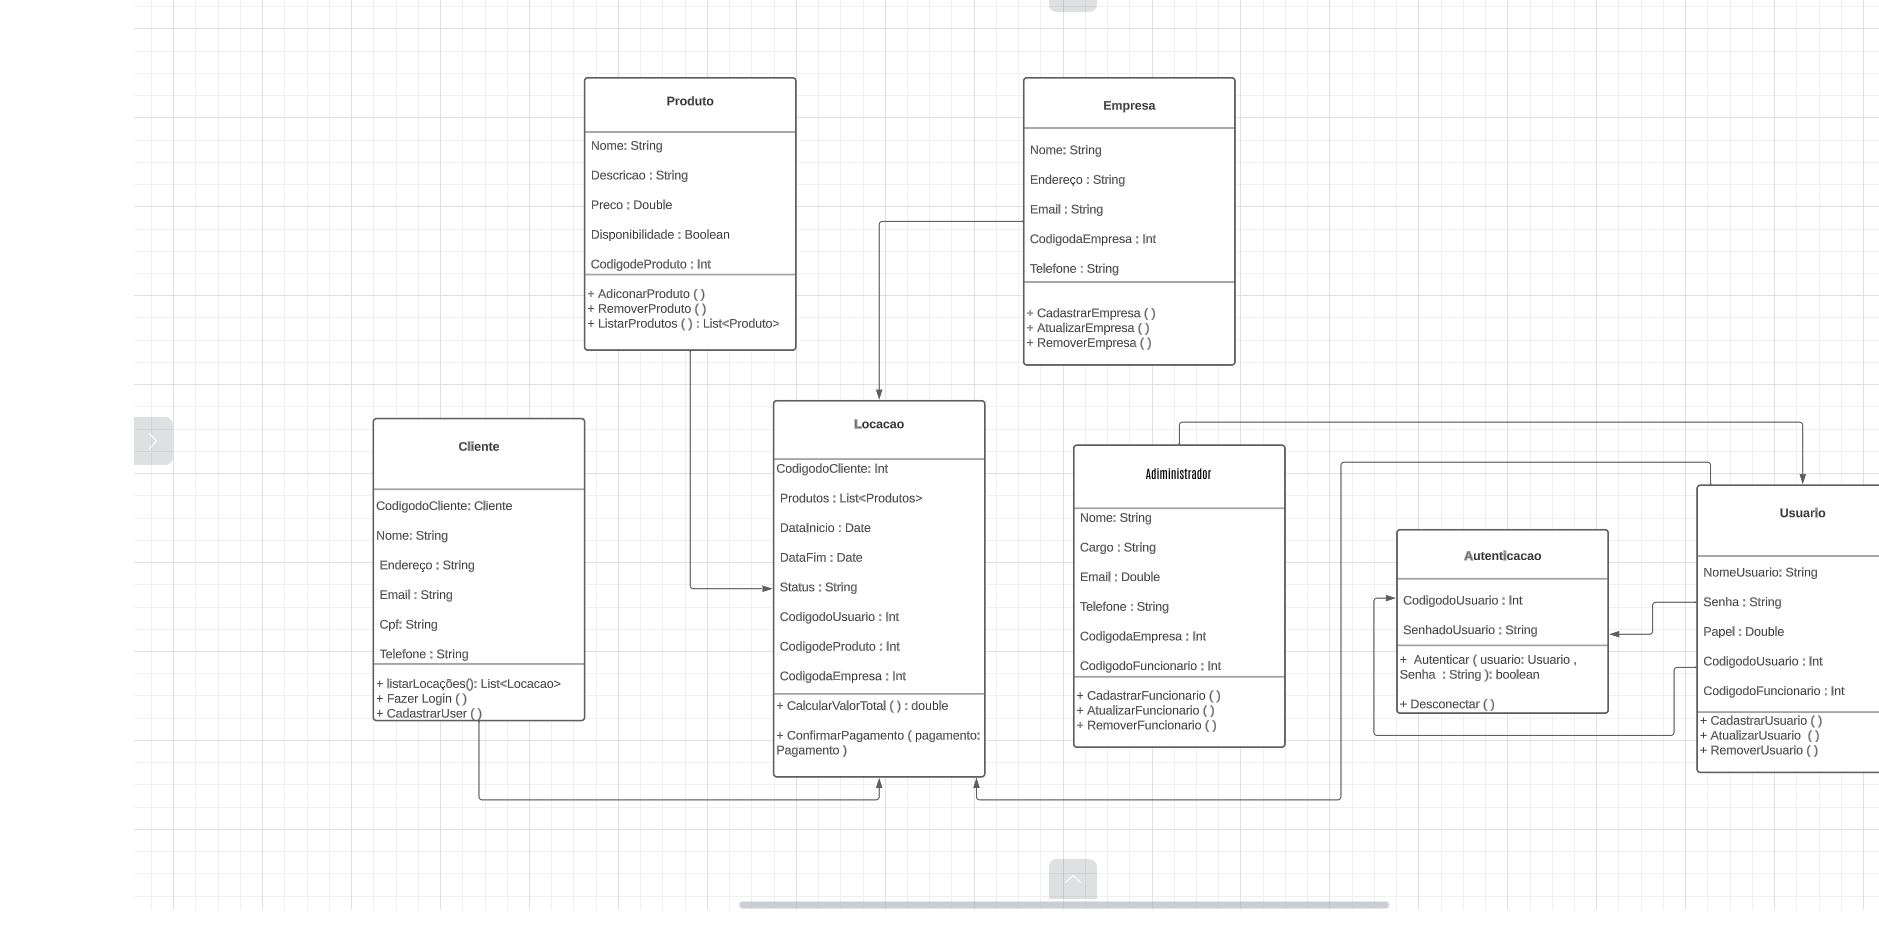 Produto
Nome: String
Descricao : String
Preco : Double
Disponibilidade : Boolean
CodigodeProduto : Int
+ AdiconarProduto ( )
+ RemoverProduto ( )
+ ListarProdutos ( ) : List<Produto>
Empresa
Nome: String
Endereço : String
Email : String
CodigodaEmpresa : Int
Telefone : String
+ CadastrarEmpresa ( )
+ AtualizarEmpresa ( )
+ RemoverEmpresa ( )
Cliente
CodigodoCliente: Cliente
Nome: String
Endereço : String
Email : String
Cpf: String
Telefone : String
+ listarLocações(): List<Locacao>
+ Fazer Login ( )
+ CadastrarUser ( )
Locacao
CodigodoCliente: Int
Produtos : List<Produtos>
DataInicio : Date
DataFim : Date
Status : String
CodigodoUsuario : Int
CodigodeProduto : Int
CodigodaEmpresa : Int
+ CalcularValorTotal ( ) : double
+ ConfirmarPagamento ( pagamento:
Pagamento )
Adiministrador
Nome: String
Cargo : String
Email : Double
Telefone : String
CodigodaEmpresa : Int
CodigodoFuncionario : Int
+ CadastrarFuncionario ( )
+ AtualizarFuncionario ( )
+ RemoverFuncionario ( )
Autenticacao
CodigodoUsuario : Int
SenhadoUsuario : String
+ Autenticar ( usuario: Usuario ,
Senha : String ): boolean
+ Desconectar ( )
Usuario
NomeUsuario: String
Senha : String
Papel : Double
CodigodoUsuario : Int
CodigodoFuncionario : Int
+ CadastrarUsuario ( )
+ AtualizarUsuario ( )
+ RemoverUsuario ( )